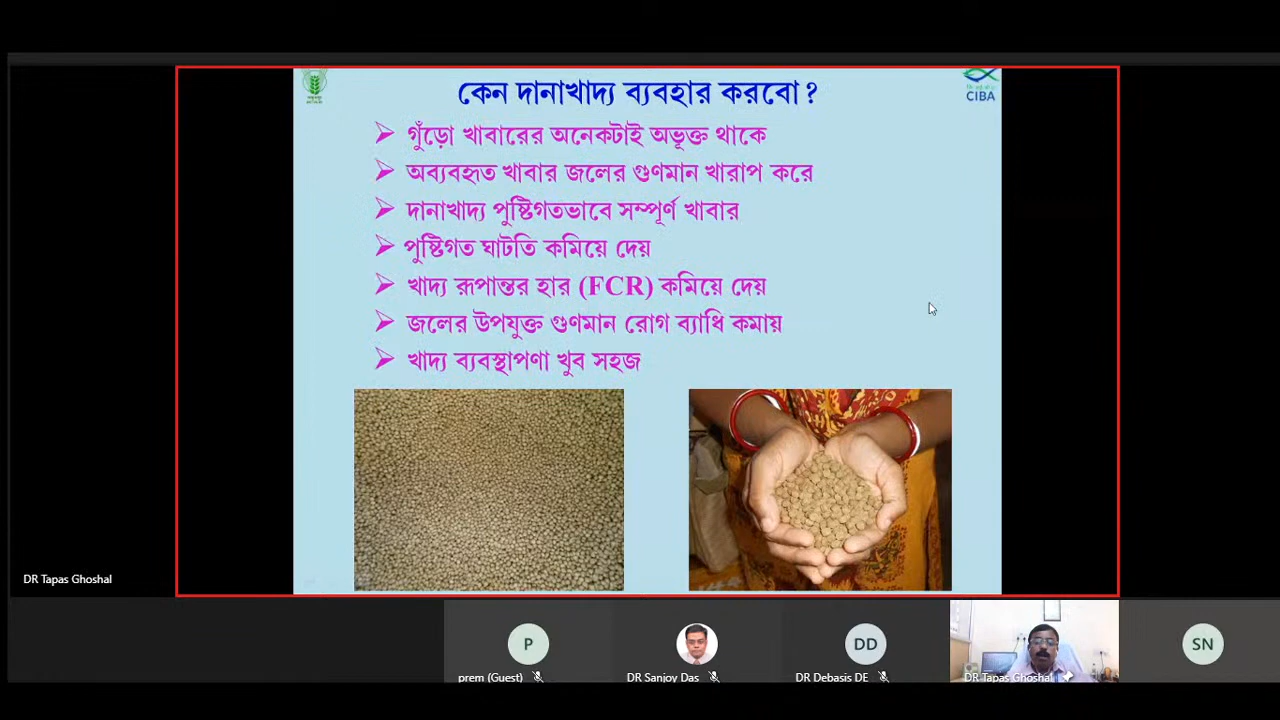 কেন দানাখাদ্য ব্যবহার করবো ?
CIBA
গুঁড়ো খাবারের অনেকটাই অভূক্ত থাকে
অব্যবহৃত খাবার জলের গুণমান খারাপ করে
দানাখাদ্য পুষ্টিগতভাবে সম্পূর্ণ খাবার
পুষ্টিগত ঘাটতি কমিয়ে দেয়
খাদ্য রূপান্তর হার (FCR) কমিয়ে দেয়
জলের উপযুক্ত গুণমান রোগ ব্যাধি কমায়
খাদ্য ব্যবস্থাপণা খুব সহজ
DR Tapas Ghoshal
P
DD
SN
prem (Guest)
DR Sanjoy Das
DR Debasis DE
DR Tapas Ghoshal